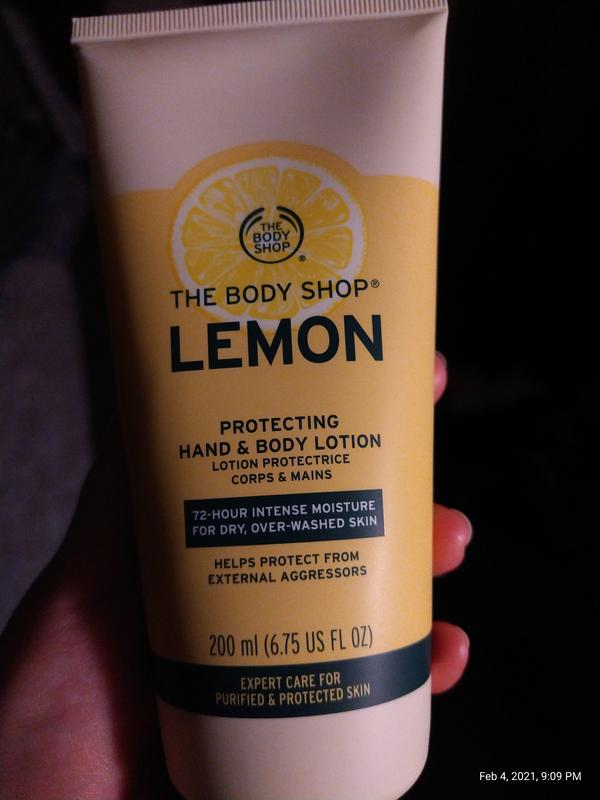 THE
BODY
SHOP
®
THE BODY SHOP®
LEMON
PROTECTING
HAND & BODY LOTION
LOTION PROTECTRICE
CORPS & MAINS
72-HOUR INTENSE MOISTURE
FOR DRY, OVER-WASHED SKIN
HELPS PROTECT FROM
EXTERNAL AGGRESSORS
200 ml (6.75 US FL OZ)
EXPERT CARE FOR
PURIFIED & PROTECTED SKIN
Feb 4, 2021, 9:09 PM